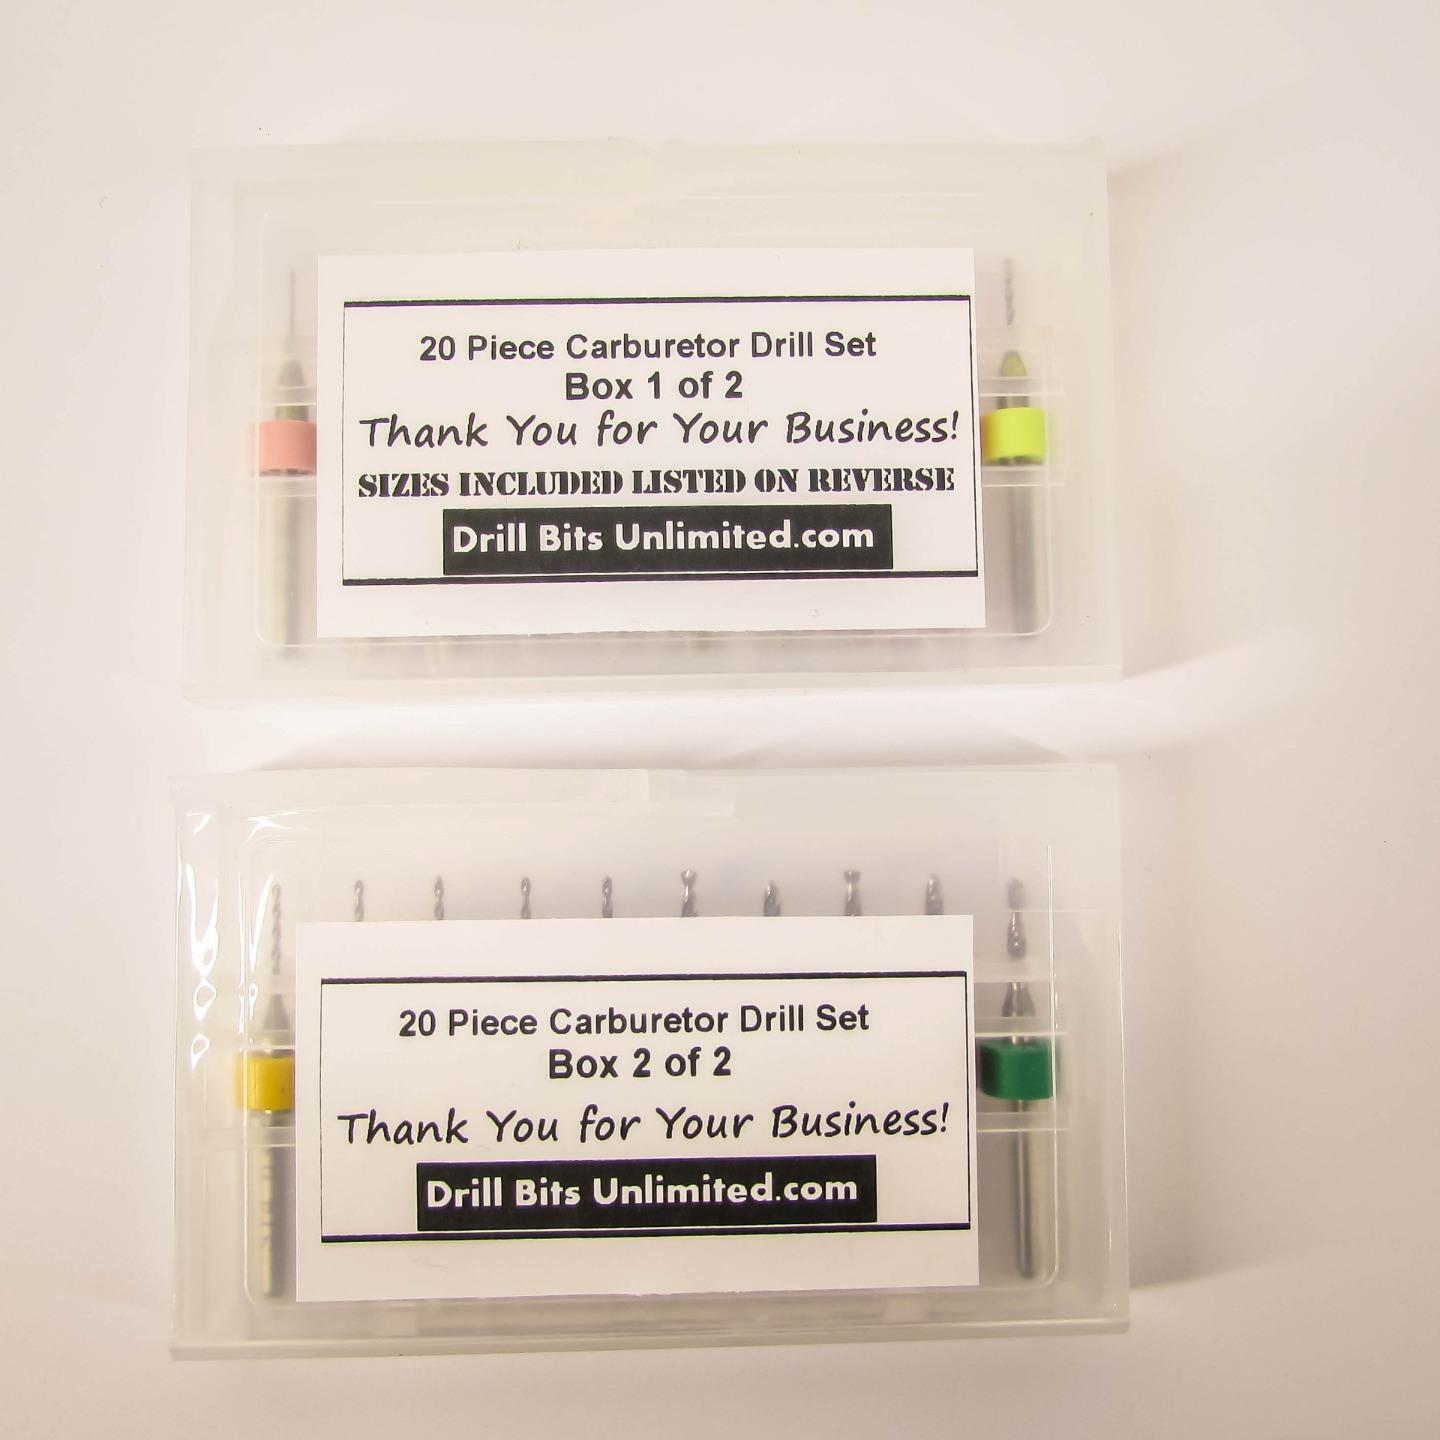 20 Piece Carburetor Drill Set
Box 1 of 2
Thank You for Your Business!
SIZES INCLUDED LISTED ON REVERSE
Drill Bits Unlimited.com
20 Piece Carburetor Drill Set
Box 2 of 2
Thank You for Your Business!
Drill Bits Unlimited.com